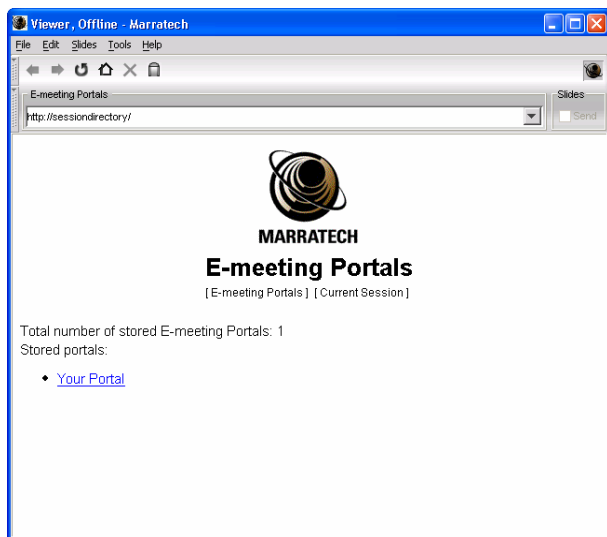 Viewer, Offline - Marratech
File Edit Slides Tools Help
E-meeting Portals
Slides
http://sessiondirectory/
Send
MARRATECH
E-meeting Portals
[ E-meeting Portals ] [ Current Session ]
Total number of stored E-meeting Portals: 1
Stored portals:
• Your Portal